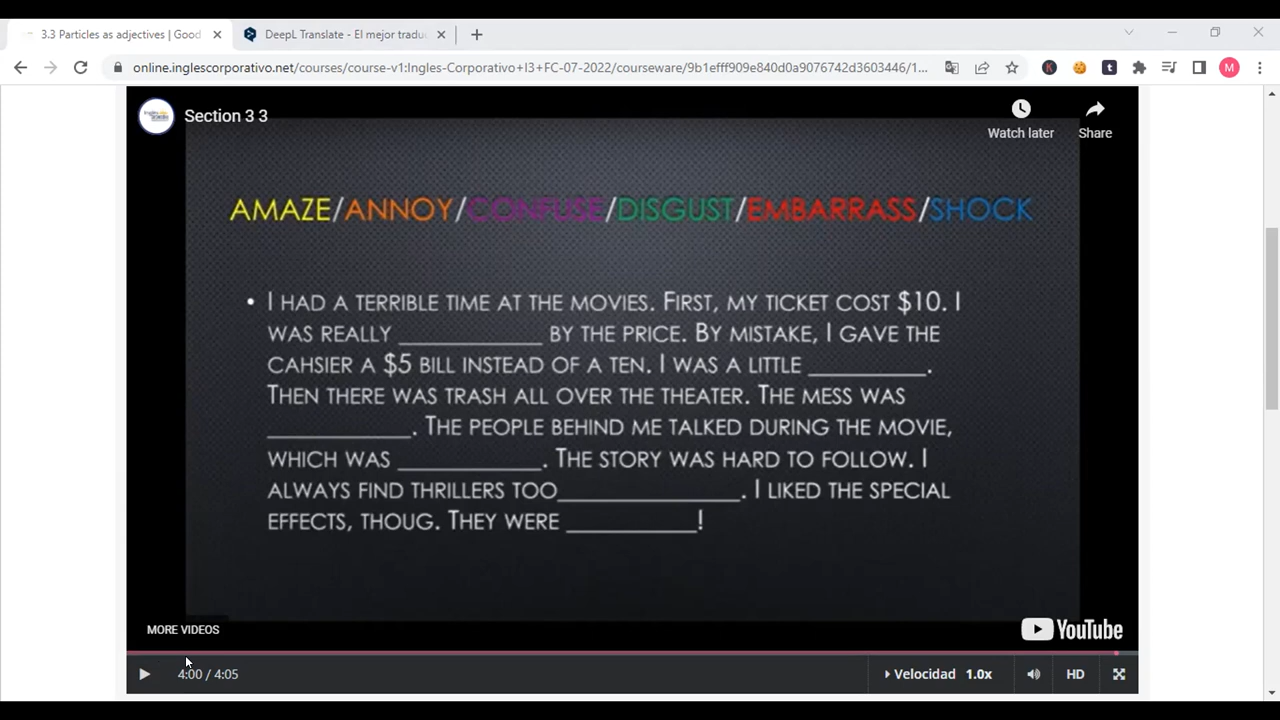 3.3 Particles as adjectives | Good
DeepL Translate - El mejor tradu
online.inglescorporativo.net/courses/course-v1:Ingles-Corporativo+I3+FC-07-2022/courseware/9b1efff909e840d0a9076742d3603446/1...
M
Section 3 3
Watch later
Share
AMAZE/ANNOY/CONFUSE/DISGUST/EMBARRASS/SHOCK
• I HAD A TERRIBLE TIME AT THE MOVIES. FIRST, MY TICKET COST $10. I
WAS REALLY _____________ BY THE PRICE. BY MISTAKE, I GAVE THE
CAHSIER A $5 BILL INSTEAD OF A TEN. I WAS A LITTLE ___________.
THEN THERE WAS TRASH ALL OVER THE THEATER. THE MESS WAS
_____________. THE PEOPLE BEHIND ME TALKED DURING THE MOVIE,
WHICH WAS _____________. THE STORY WAS HARD TO FOLLOW. I
ALWAYS FIND THRILLERS TOO_________________. I LIKED THE SPECIAL
EFFECTS, THOUG. THEY WERE ____________!
MORE VIDEOS
YouTube
4:00 / 4:05
Velocidad 1.0x
HD